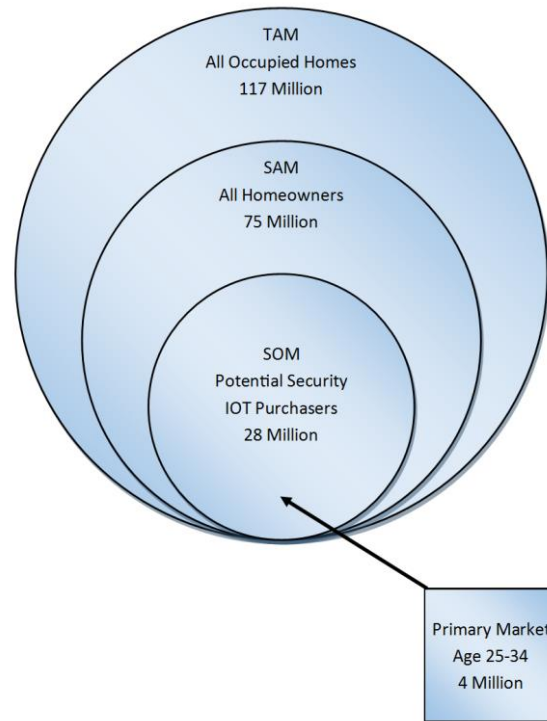 TAM
All Occupied Homes
117 Million
SAM
All Homeowners
75 Million
SOM
Potential Security
IOT Purchasers
28 Million
Primary Market
Age 25-34
4 Million